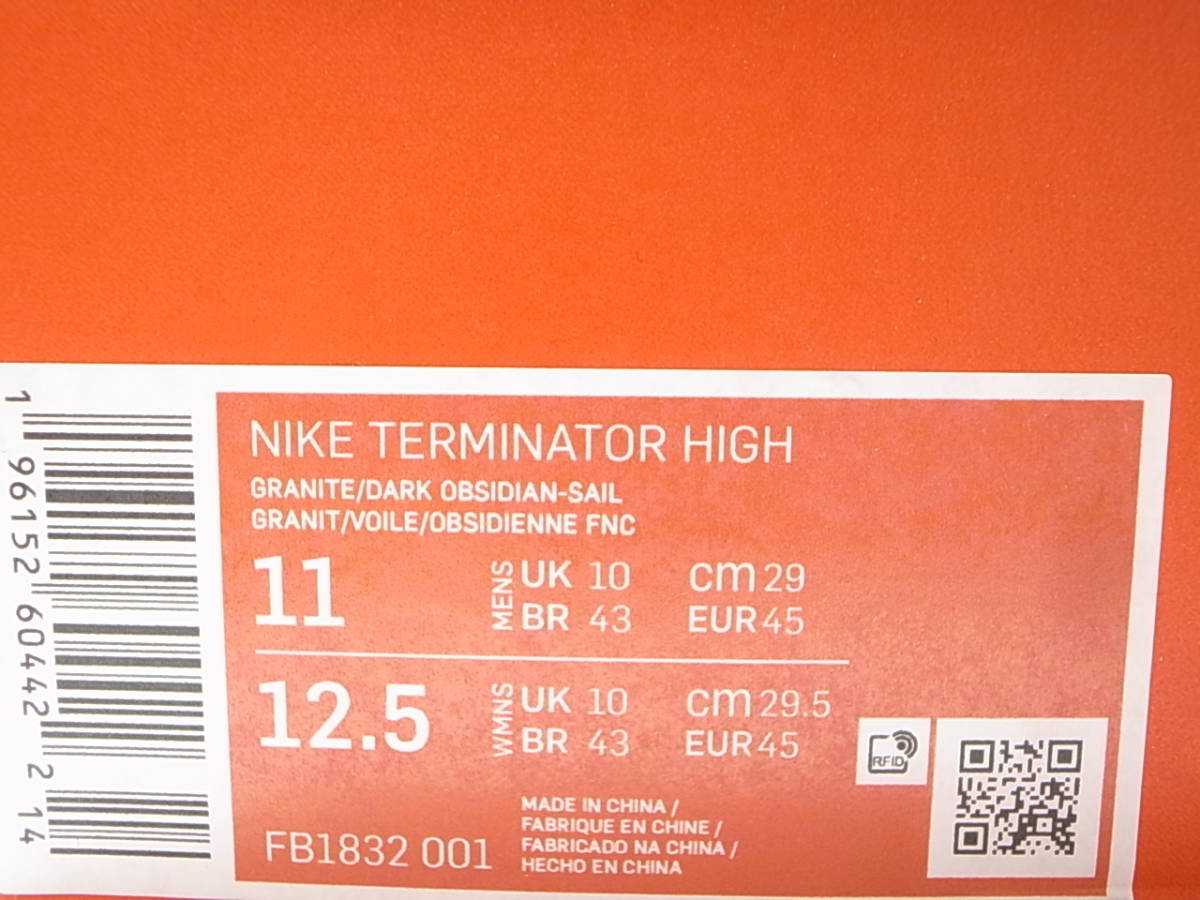 1 96152 60442 2 14
NIKE TERMINATOR HIGH
GRANITE/DARK OBSIDIAN-SAIL
GRANIT/VOILE/OBSIDIENNE FNC
11 MENS UK 10 cm 29
BR 43 EUR 45
12.5 WMNS UK 10 cm 29.5
BR 43 EUR 45
RFID
FB1832 001
MADE IN CHINA /
FABRIQUE EN CHINE /
FABRICADO NA CHINA /
HECHO EN CHINA